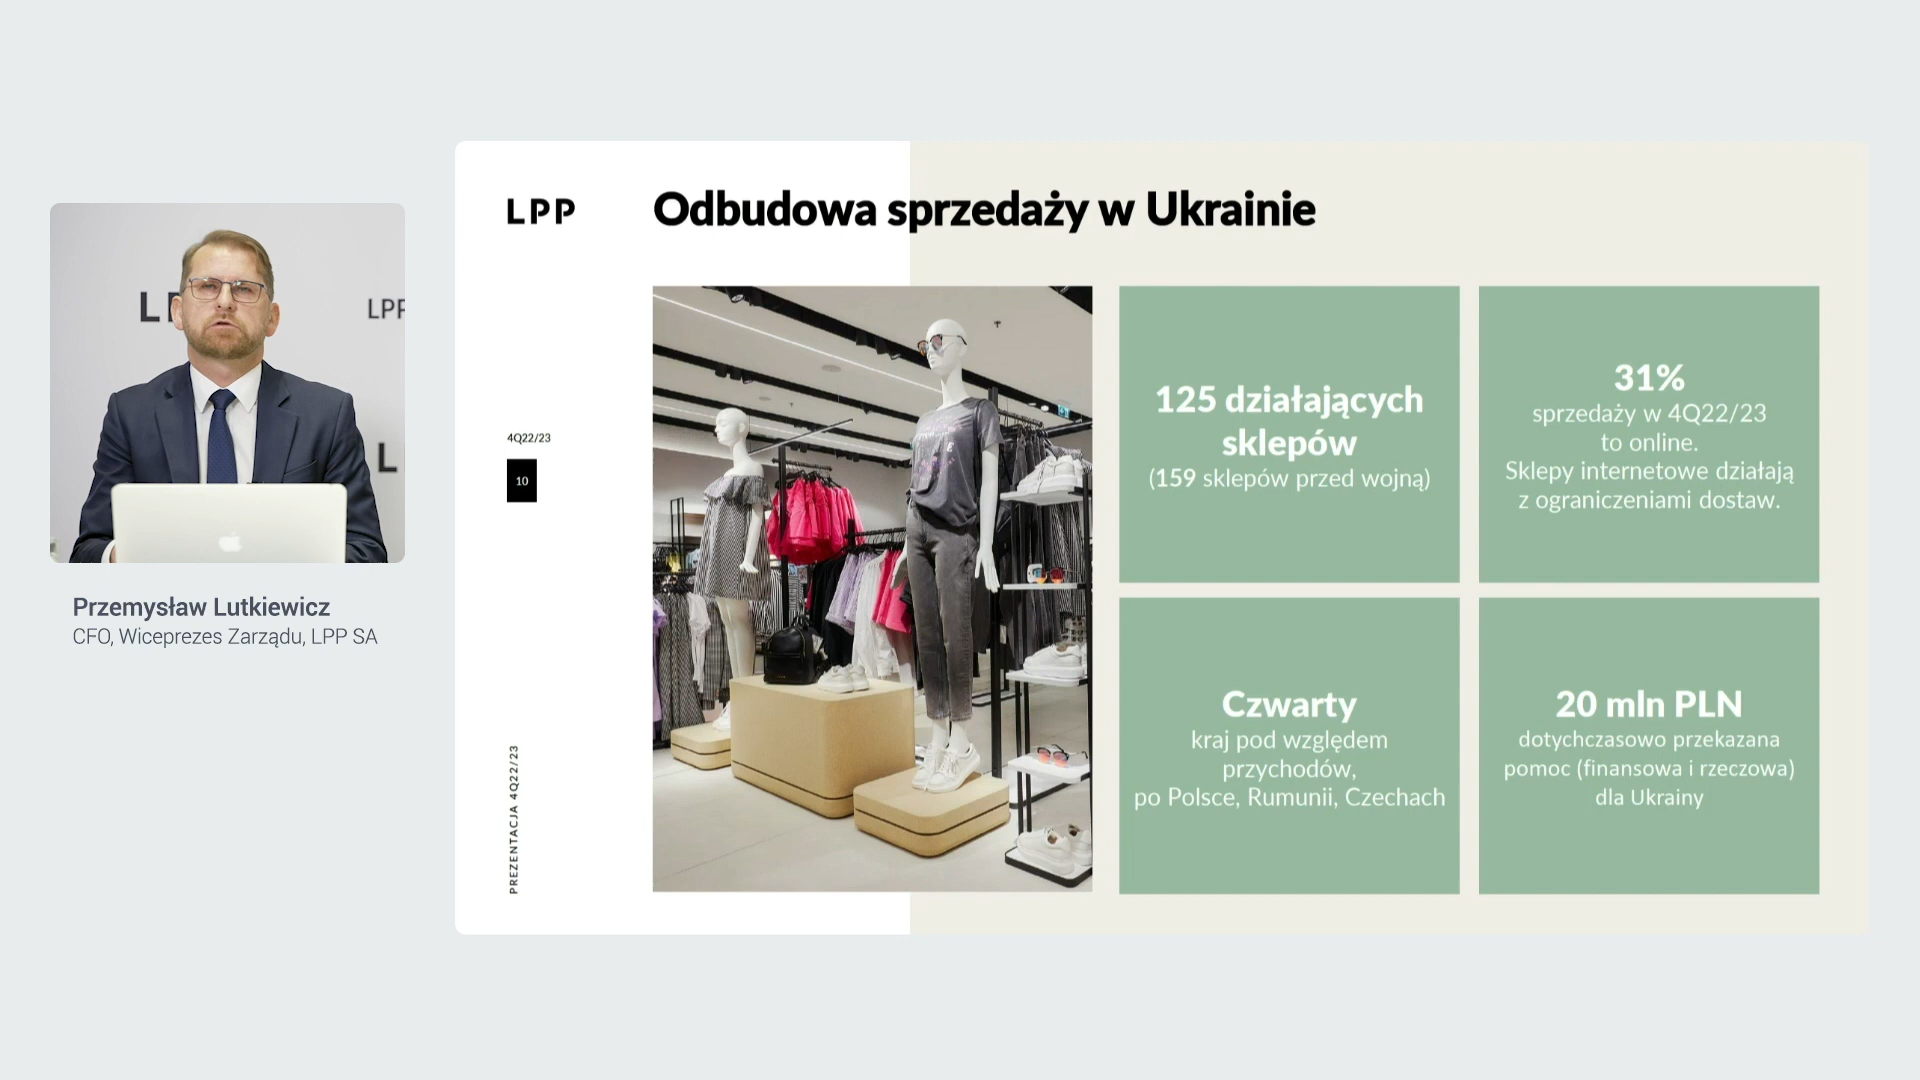 LPP
LPP
L
Przemysław Lutkiewicz
CFO, Wiceprezes Zarządu, LPP SA
LPP
Odbudowa sprzedaży w Ukrainie
4Q22/23
10
PREZENTACJA 4Q22/23
125 działających
sklepów
(159 sklepów przed wojną)
31%
sprzedaży w 4Q22/23
to online.
Sklepy internetowe działają
z ograniczeniami dostaw.
Czwarty
kraj pod względem
przychodów,
po Polsce, Rumunii, Czechach
20 mln PLN
dotychczasowo przekazana
pomoc (finansowa i rzeczowa)
dla Ukrainy